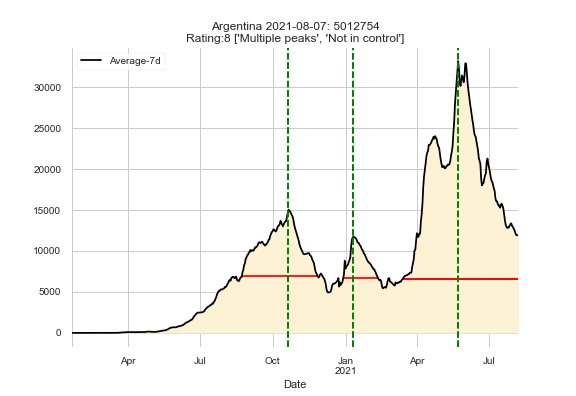 Argentina 2021-08-07: 5012754
Rating:8 ['Multiple peaks', 'Not in control']
Average-7d
30000
25000
20000
15000
10000
5000
0
Apr Jul Oct Jan Apr Jul
2021
Date